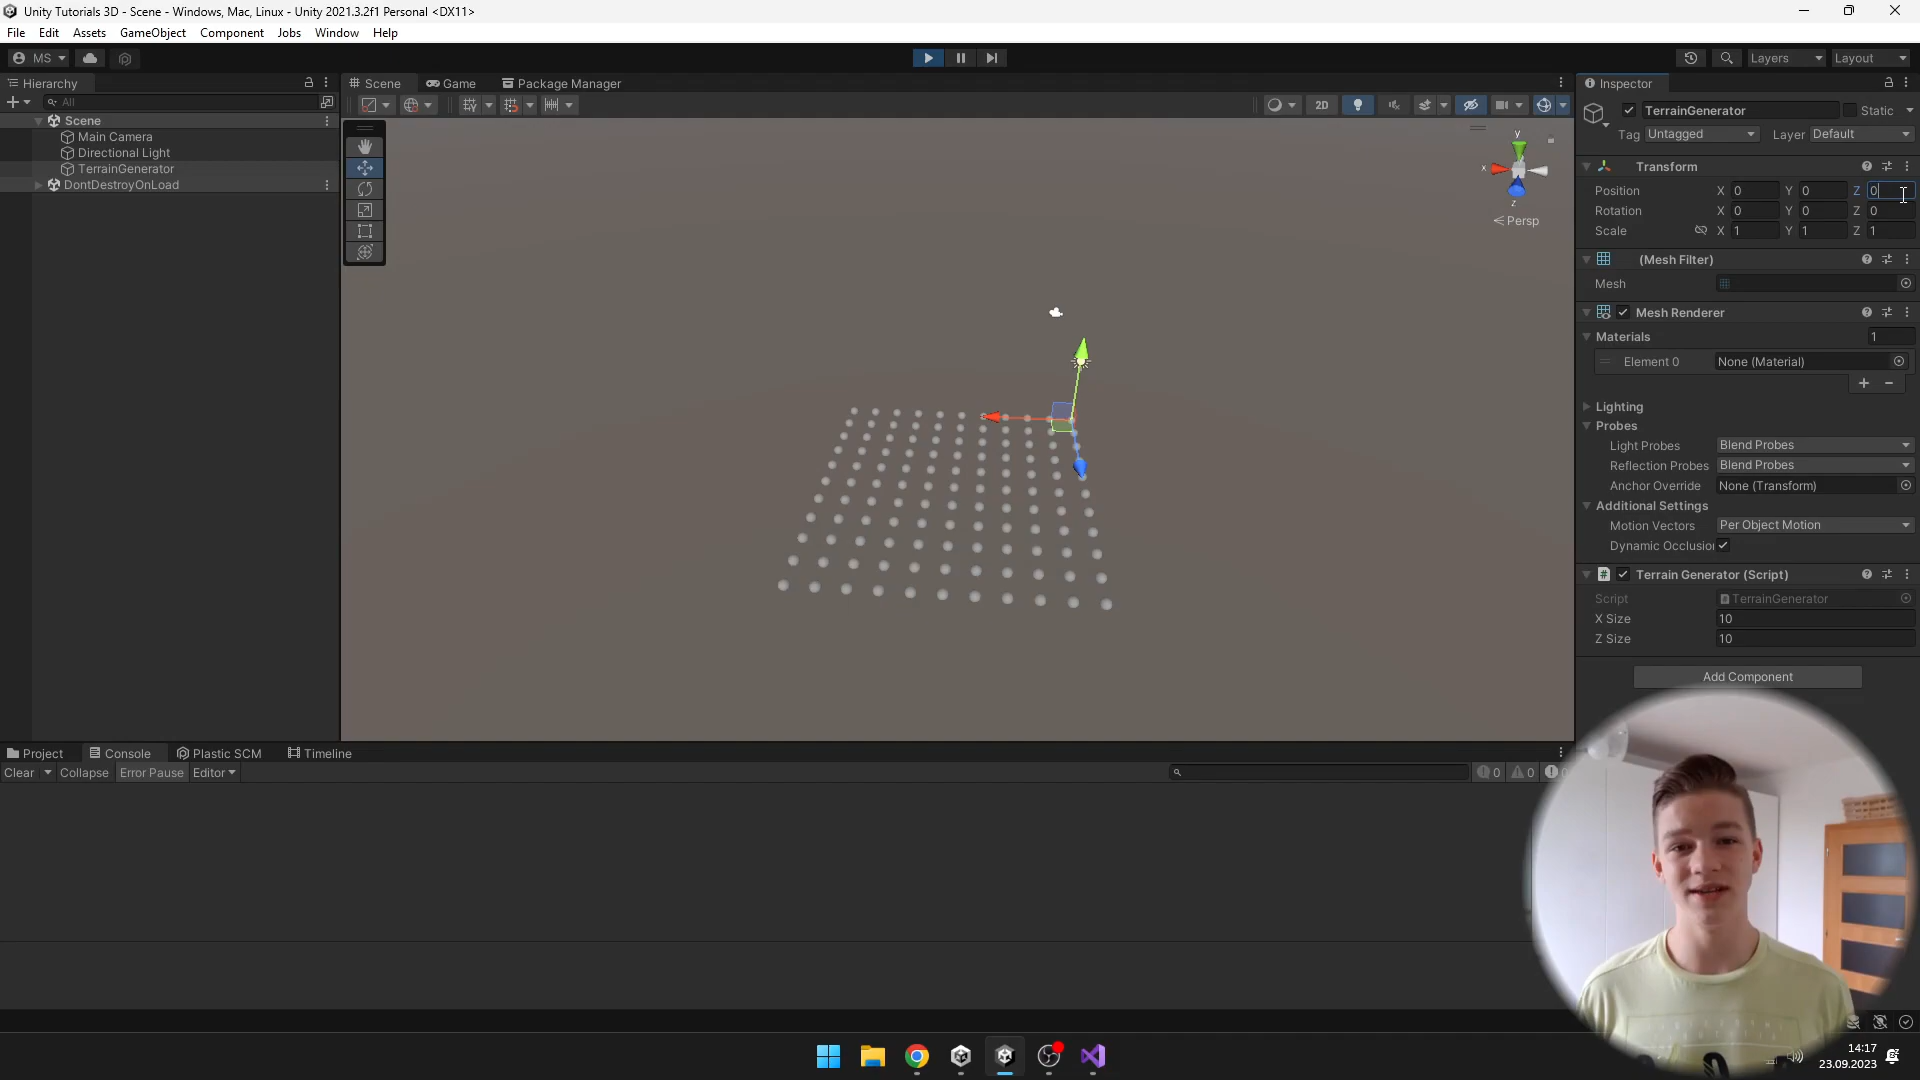 Unity Tutorials 3D - Scene - Windows, Mac, Linux - Unity 2021.3.2f1 Personal <DX11>
File Edit Assets GameObject Component Jobs Window Help
MS Layers Layout
Hierarchy Scene Game Package Manager Inspector
All 2D
Scene
Main Camera
Directional Light
TerrainGenerator
DontDestroyOnLoad
y
x
z
Persp
TerrainGenerator Static
Tag Untagged Layer Default
Transform
Position X 0 Y 0 Z 0
Rotation X 0 Y 0 Z 0
Scale X 1 Y 1 Z 1
(Mesh Filter)
Mesh
Mesh Renderer
Materials 1
Element 0 None (Material)
Lighting
Probes
Light Probes Blend Probes
Reflection Probes Blend Probes
Anchor Override None (Transform)
Additional Settings
Motion Vectors Per Object Motion
Dynamic Occlusion
Terrain Generator (Script)
Script TerrainGenerator
X Size 10
Z Size 10
Add Component
Project Console Plastic SCM Timeline
Clear Collapse Error Pause Editor 0 0 0
14:17
23.09.2023